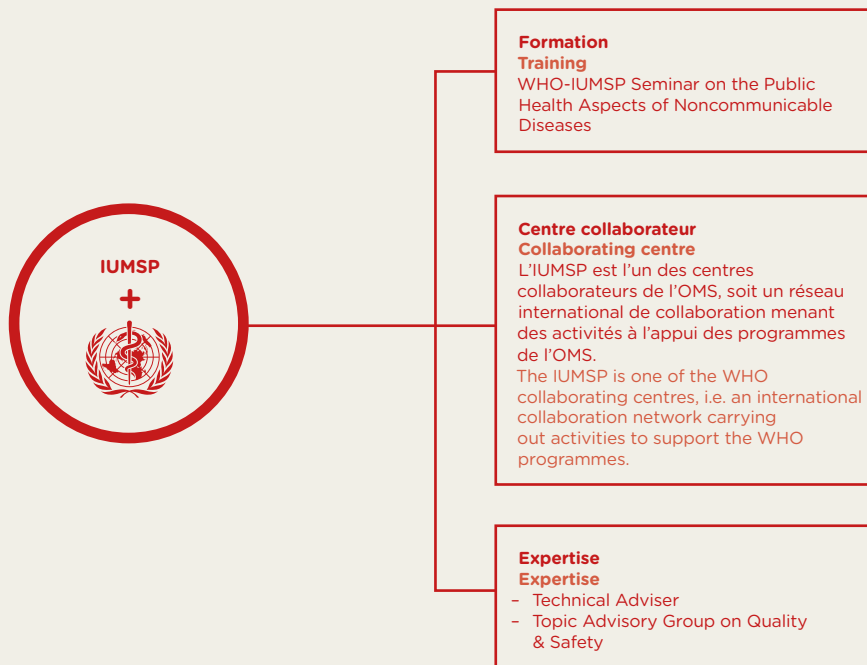 IUMSP
+
Formation
Training
WHO-IUMSP Seminar on the Public
Health Aspects of Noncommunicable
Diseases
Centre collaborateur
Collaborating centre
L’IUMSP est l’un des centres
collaborateurs de l’OMS, soit un réseau
international de collaboration menant
des activités à l’appui des programmes
de l’OMS.
The IUMSP is one of the WHO
collaborating centres, i.e. an international
collaboration network carrying
out activities to support the WHO
programmes.
Expertise
Expertise
– Technical Adviser
– Topic Advisory Group on Quality
& Safety